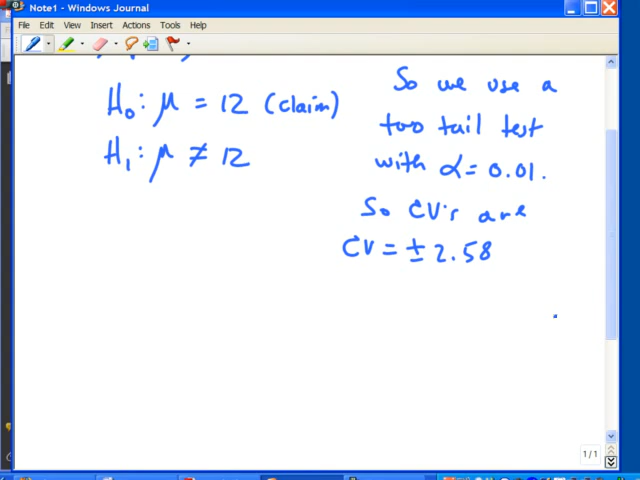 Note1 - Windows Journal
File Edit View Insert Actions Tools Help
H₀: μ = 12 (claim)
H₁: μ ≠ 12
So we use a
two tail test
with α = 0.01.
So CV's are
CV = ± 2.58
1/1